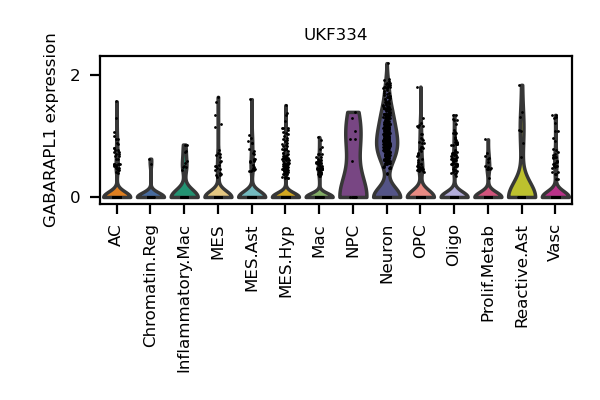 UKF334
GABARAPL1 expression
2
0
AC
Chromatin.Reg
Inflammatory.Mac
MES
MES.Ast
MES.Hyp
Mac
NPC
Neuron
OPC
Oligo
Prolif.Metab
Reactive.Ast
Vasc